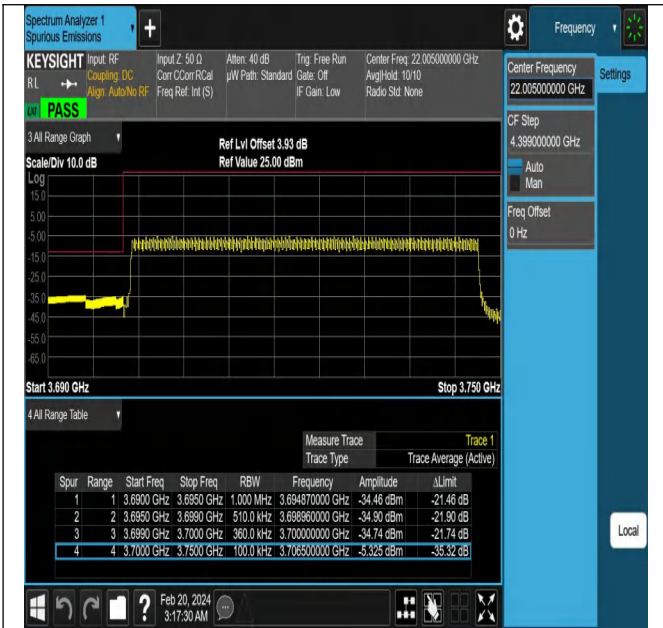 Spectrum Analyzer 1
Spurious Emissions
+
Frequency
KEYSIGHT
Input: RF
Coupling: DC
Align: Auto/No RF
Input Z: 50 Ω
Corr CCorr RCal
Freq Ref: Int (S)
Atten: 40 dB
µW Path: Standard
Trig: Free Run
Gate: Off
IF Gain: Low
Center Freq: 22.005000000 GHz
Avg|Hold: 10/10
Radio Std: None
RL
LXI PASS
Center Frequency
22.005000000 GHz
Settings
CF Step
4.399000000 GHz
Auto
Man
Freq Offset
0 Hz
Local
3 All Range Graph
Scale/Div 10.0 dB
Ref Lvl Offset 3.93 dB
Ref Value 25.00 dBm
Log
15.0
5.00
-5.00
-15.0
-25.0
-35.0
-45.0
-55.0
-65.0
Start 3.690 GHz
Stop 3.750 GHz
4 All Range Table
Measure Trace Trace 1
Trace Type Trace Average (Active)
Spur Range Start Freq Stop Freq RBW Frequency Amplitude ΔLimit
1 1 3.6900 GHz 3.6950 GHz 1.000 MHz 3.694870000 GHz -34.46 dBm -21.46 dB
2 2 3.6950 GHz 3.6990 GHz 510.0 kHz 3.698960000 GHz -34.90 dBm -21.90 dB
3 3 3.6990 GHz 3.7000 GHz 360.0 kHz 3.700000000 GHz -34.74 dBm -21.74 dB
4 4 3.7000 GHz 3.7500 GHz 100.0 kHz 3.706500000 GHz -5.325 dBm -35.32 dB
?
Feb 20, 2024
3:17:30 AM